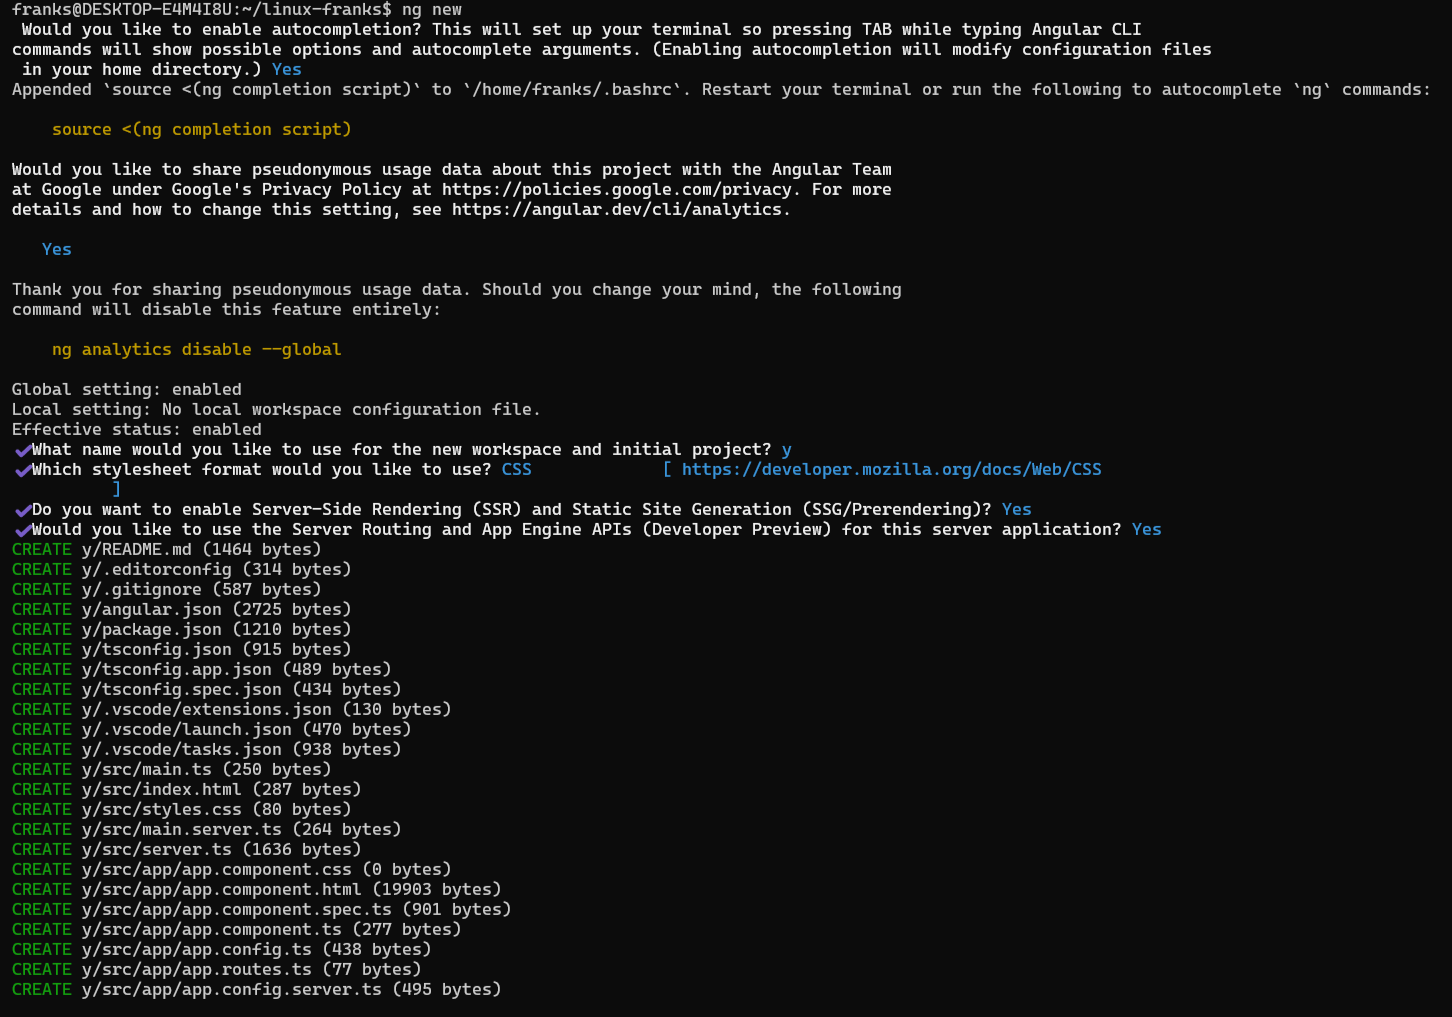 franks@DESKTOP-E4M4I8U:~/linux-franks$ ng new
Would you like to enable autocompletion? This will set up your terminal so pressing TAB while typing Angular CLI
commands will show possible options and autocomplete arguments. (Enabling autocompletion will modify configuration files
in your home directory.) Yes
Appended `source <(ng completion script)` to `/home/franks/.bashrc`. Restart your terminal or run the following to autocomplete `ng` commands:
source <(ng completion script)
Would you like to share pseudonymous usage data about this project with the Angular Team
at Google under Google's Privacy Policy at https://policies.google.com/privacy. For more
details and how to change this setting, see https://angular.dev/cli/analytics.
Yes
Thank you for sharing pseudonymous usage data. Should you change your mind, the following
command will disable this feature entirely:
ng analytics disable --global
Global setting: enabled
Local setting: No local workspace configuration file.
Effective status: enabled
✔What name would you like to use for the new workspace and initial project? y
✔Which stylesheet format would you like to use? CSS             [ https://developer.mozilla.org/docs/Web/CSS
]
✔Do you want to enable Server-Side Rendering (SSR) and Static Site Generation (SSG/Prerendering)? Yes
✔Would you like to use the Server Routing and App Engine APIs (Developer Preview) for this server application? Yes
CREATE y/README.md (1464 bytes)
CREATE y/.editorconfig (314 bytes)
CREATE y/.gitignore (587 bytes)
CREATE y/angular.json (2725 bytes)
CREATE y/package.json (1210 bytes)
CREATE y/tsconfig.json (915 bytes)
CREATE y/tsconfig.app.json (489 bytes)
CREATE y/tsconfig.spec.json (434 bytes)
CREATE y/.vscode/extensions.json (130 bytes)
CREATE y/.vscode/launch.json (470 bytes)
CREATE y/.vscode/tasks.json (938 bytes)
CREATE y/src/main.ts (250 bytes)
CREATE y/src/index.html (287 bytes)
CREATE y/src/styles.css (80 bytes)
CREATE y/src/main.server.ts (264 bytes)
CREATE y/src/server.ts (1636 bytes)
CREATE y/src/app/app.component.css (0 bytes)
CREATE y/src/app/app.component.html (19903 bytes)
CREATE y/src/app/app.component.spec.ts (901 bytes)
CREATE y/src/app/app.component.ts (277 bytes)
CREATE y/src/app/app.config.ts (438 bytes)
CREATE y/src/app/app.routes.ts (77 bytes)
CREATE y/src/app/app.config.server.ts (495 bytes)